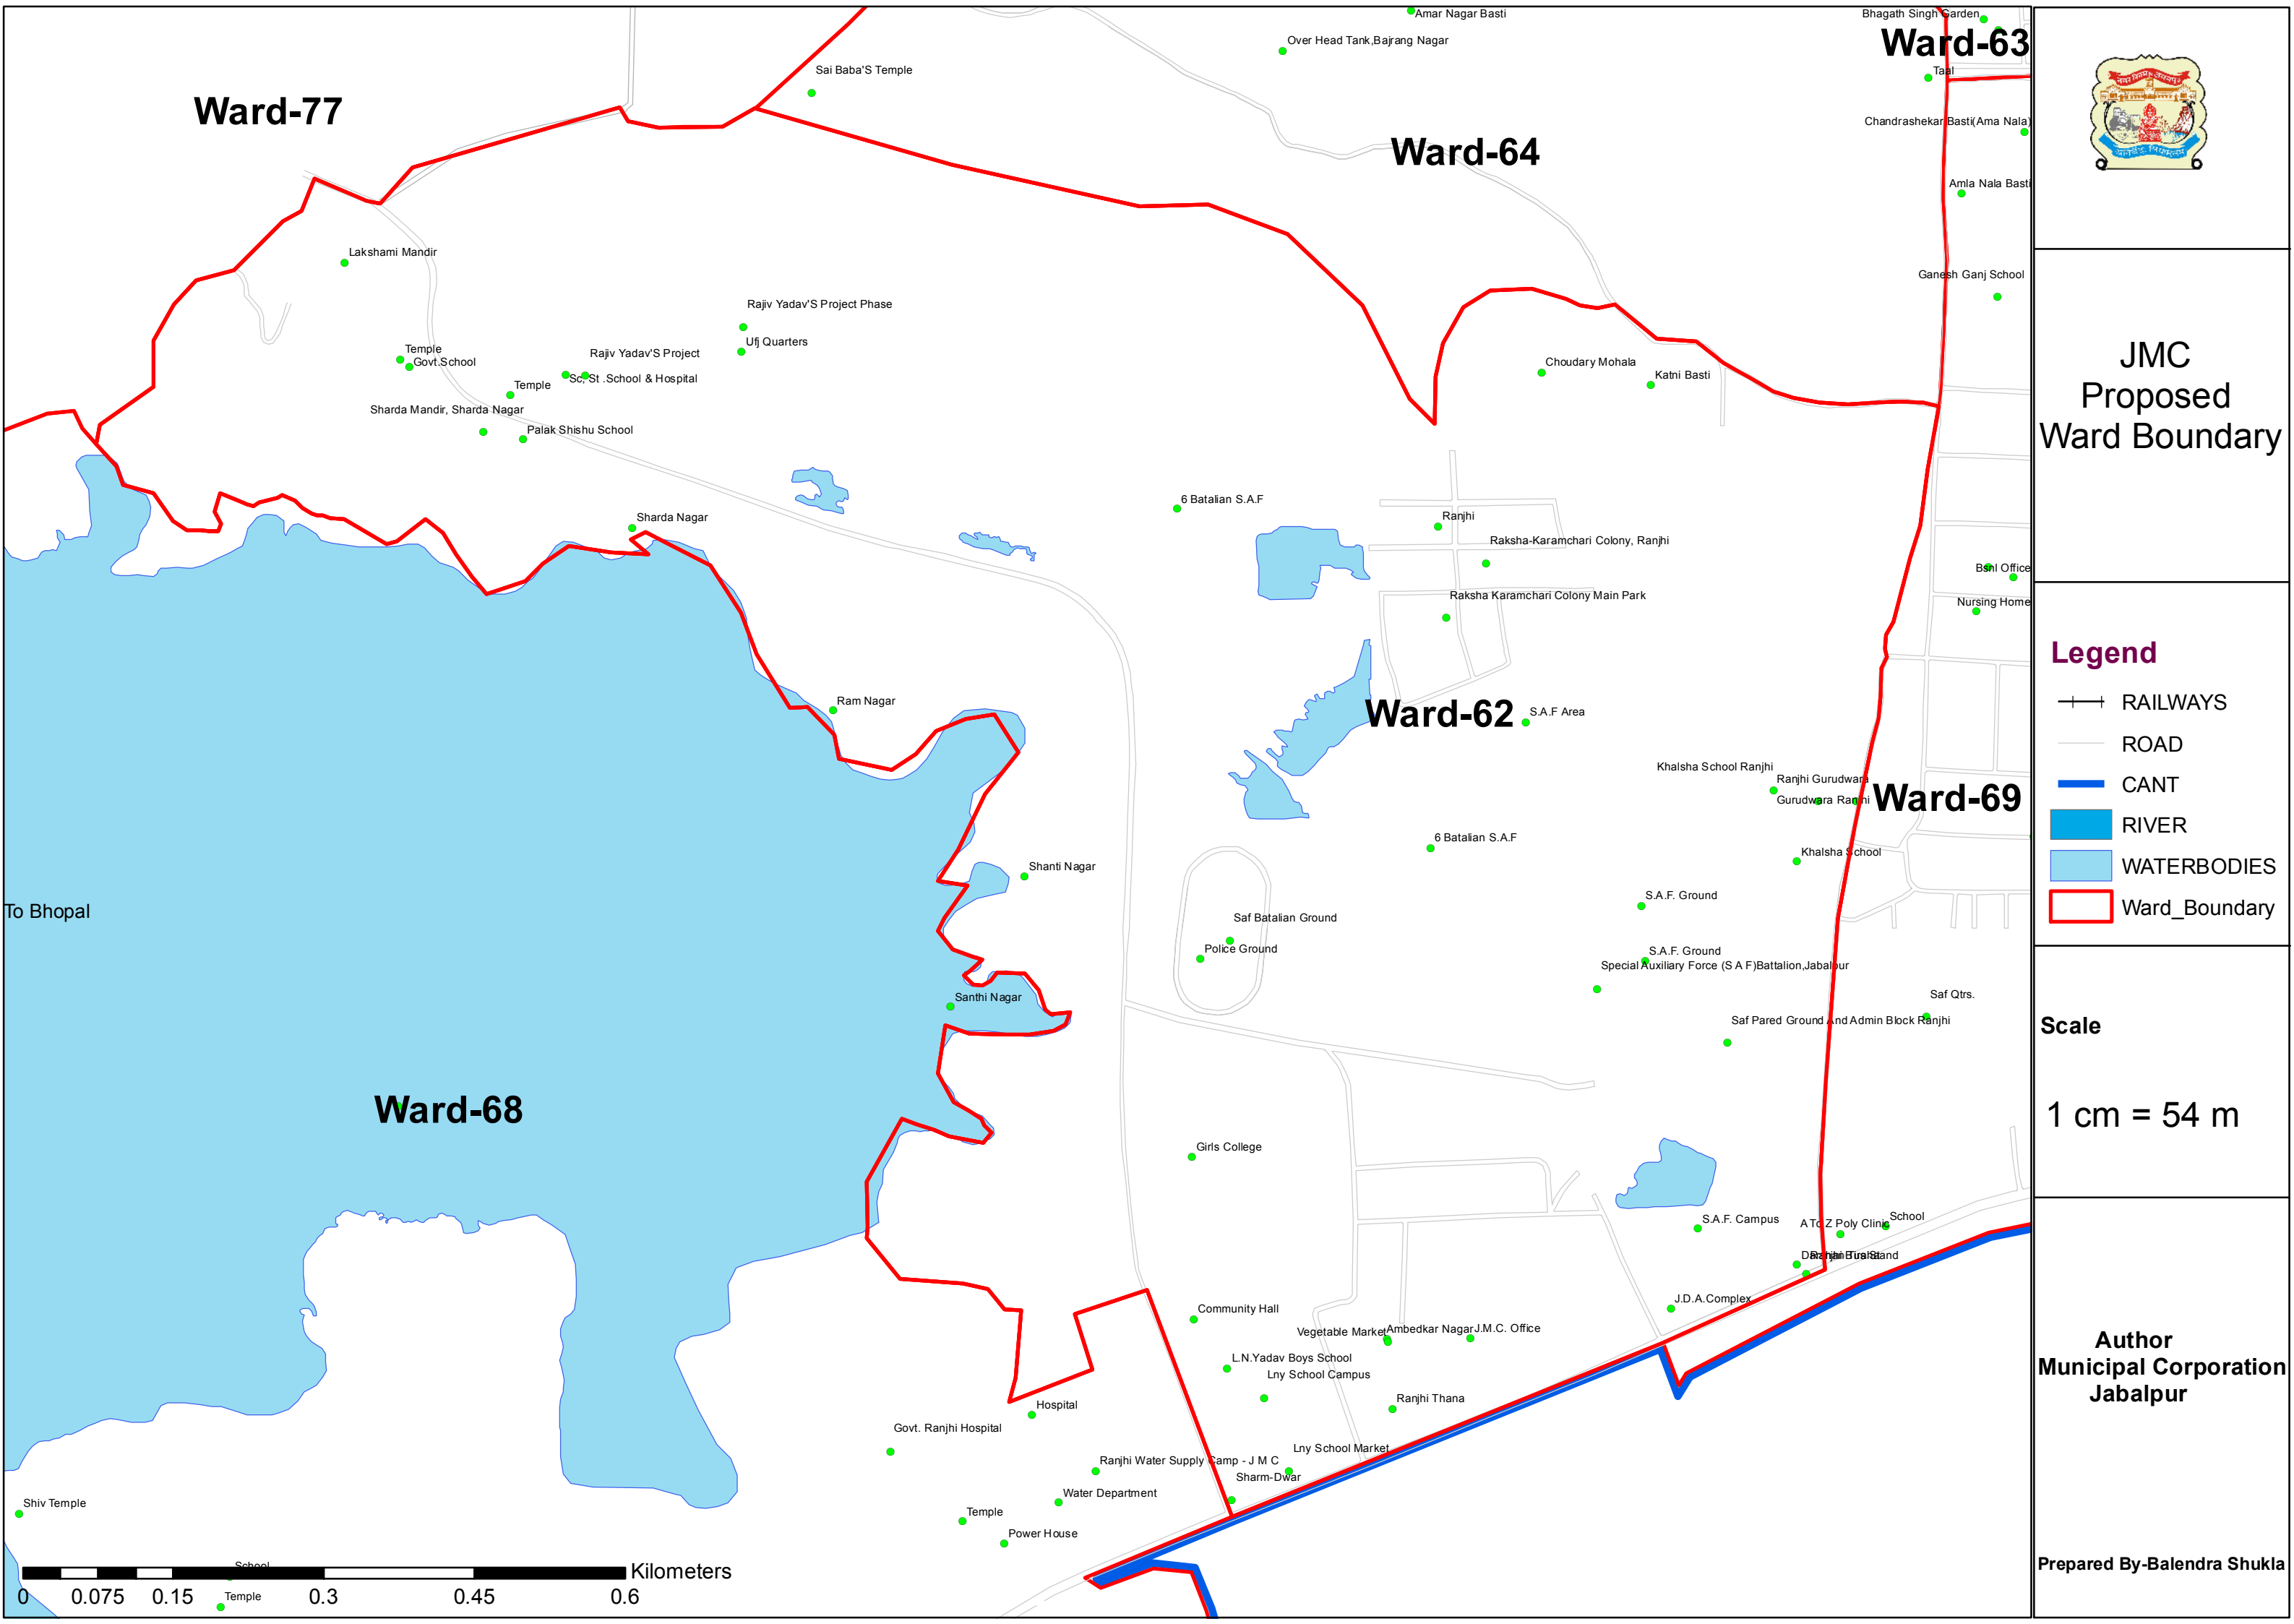 Amar Nagar Basti
Bhagath Singh Garden
Over Head Tank,Bajrang Nagar
Ward-63
Sai Baba'S Temple
Taal
Ward-77
Chandrashekar Basti(Ama Nala)
Ward-64
Amla Nala Basti
Lakshami Mandir
Ganesh Ganj School
Rajiv Yadav'S Project Phase
Ufj Quarters
Temple
Rajiv Yadav'S Project
Govt.School
Choudary Mohala
Katni Basti
Sc, St .School & Hospital
Temple
Sharda Mandir, Sharda Nagar
Palak Shishu School
6 Batalian S.A.F
Sharda Nagar
Ranjhi
Raksha-Karamchari Colony, Ranjhi
Bsnl Office
Raksha Karamchari Colony Main Park
Nursing Home
Ram Nagar
Ward-62
S.A.F Area
Khalsha School Ranjhi
Ranjhi Gurudwara
Gurudwara Ranjhi
Ward-69
6 Batalian S.A.F
Khalsha School
Shanti Nagar
S.A.F. Ground
To Bhopal
Saf Batalian Ground
Police Ground
S.A.F. Ground
Special Auxiliary Force (S A F)Battalion,Jabalpur
Santhi Nagar
Saf Qtrs.
Saf Pared Ground And Admin Block Ranjhi
Ward-68
Girls College
S.A.F. Campus
A To Z Poly Clinic
School
Ranjhi Bus Stand
J.D.A.Complex
Community Hall
Vegetable Market
Ambedkar Nagar
J.M.C. Office
L.N.Yadav Boys School
Lny School Campus
Ranjhi Thana
Hospital
Govt. Ranjhi Hospital
Lny School Market
Ranjhi Water Supply Camp - J M C
Sharm-Dwar
Water Department
Shiv Temple
Temple
Power House
School
Kilometers
0 0.075 0.15 0.3 0.45 0.6
Temple
JMC
Proposed
Ward Boundary
Legend
RAILWAYS
ROAD
CANT
RIVER
WATERBODIES
Ward_Boundary
Scale
1 cm = 54 m
Author
Municipal Corporation
Jabalpur
Prepared By-Balendra Shukla